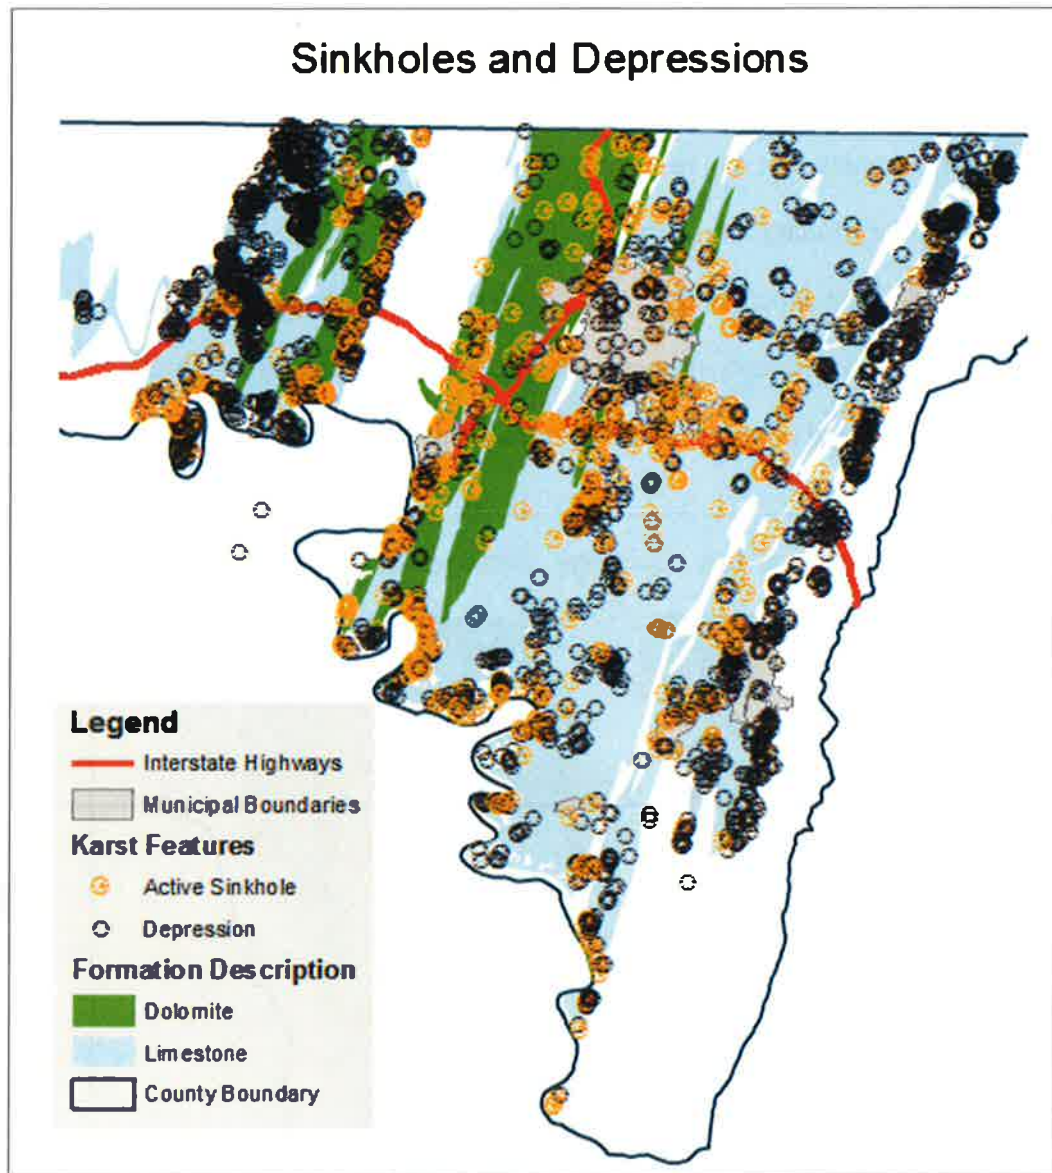 Sinkholes and Depressions
Legend
Interstate Highways
Municipal Boundaries
Karst Features
Active Sinkhole
Depression
Formation Description
Dolomite
Limestone
County Boundary